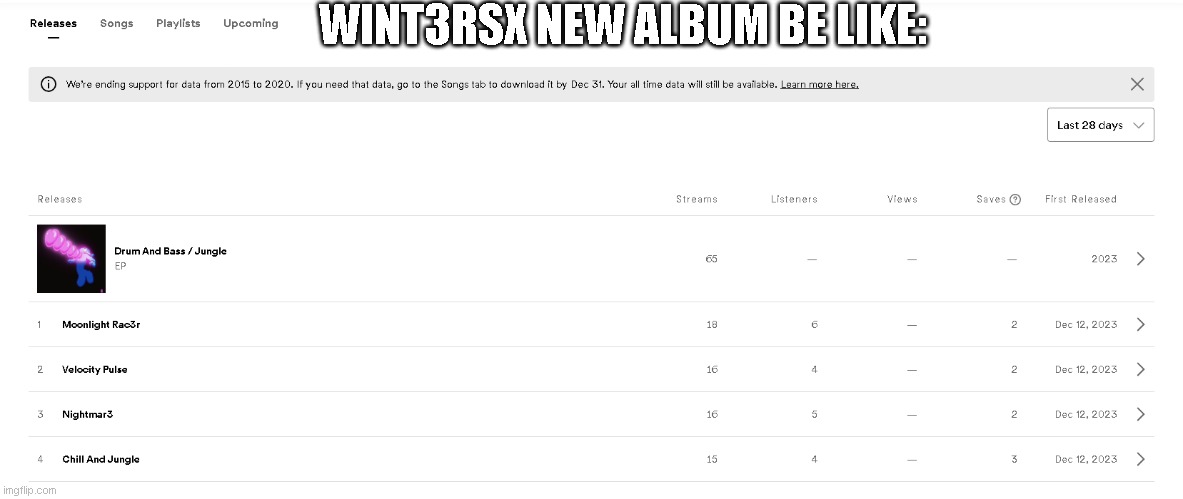 WINT3RSX NEW ALBUM BE LIKE:
Releases Songs Playlists Upcoming
We're ending support for data from 2015 to 2020. If you need that data, go to the Songs tab to download it by Dec 31. Your all time data will still be available. Learn more here.
Last 28 days
Releases Streams Listeners Views Saves First Released
Drum And Bass / Jungle
EP
65 — — — 2023
1 Moonlight Rac3r 18 6 — 2 Dec 12, 2023
2 Velocity Pulse 16 4 — 2 Dec 12, 2023
3 Nightmar3 16 5 — 2 Dec 12, 2023
4 Chill And Jungle 15 4 — 3 Dec 12, 2023
imgflip.com